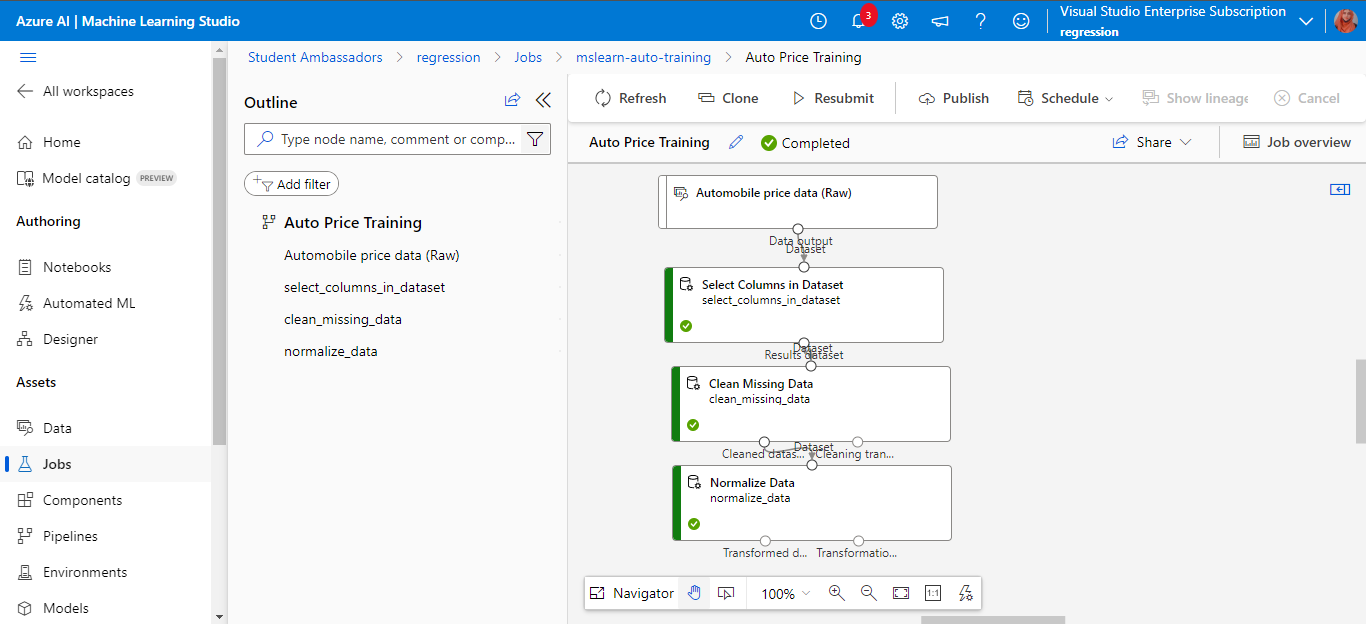 Azure AI | Machine Learning Studio
3
Visual Studio Enterprise Subscription
regression
All workspaces
Home
Model catalog PREVIEW
Authoring
Notebooks
Automated ML
Designer
Assets
Data
Jobs
Components
Pipelines
Environments
Models
Student Ambassadors > regression > Jobs > mslearn-auto-training > Auto Price Training
Outline
Type node name, comment or comp...
Add filter
Auto Price Training
Automobile price data (Raw)
select_columns_in_dataset
clean_missing_data
normalize_data
Refresh Clone Resubmit Publish Schedule Show lineage Cancel
Auto Price Training Completed Share Job overview
Automobile price data (Raw)
Data output
Dataset
Select Columns in Dataset
select_columns_in_dataset
Dataset
Results dataset
Clean Missing Data
clean_missing_data
Dataset
Cleaned datas... Cleaning tran...
Normalize Data
normalize_data
Transformed d... Transformatio...
Navigator 100% 1:1